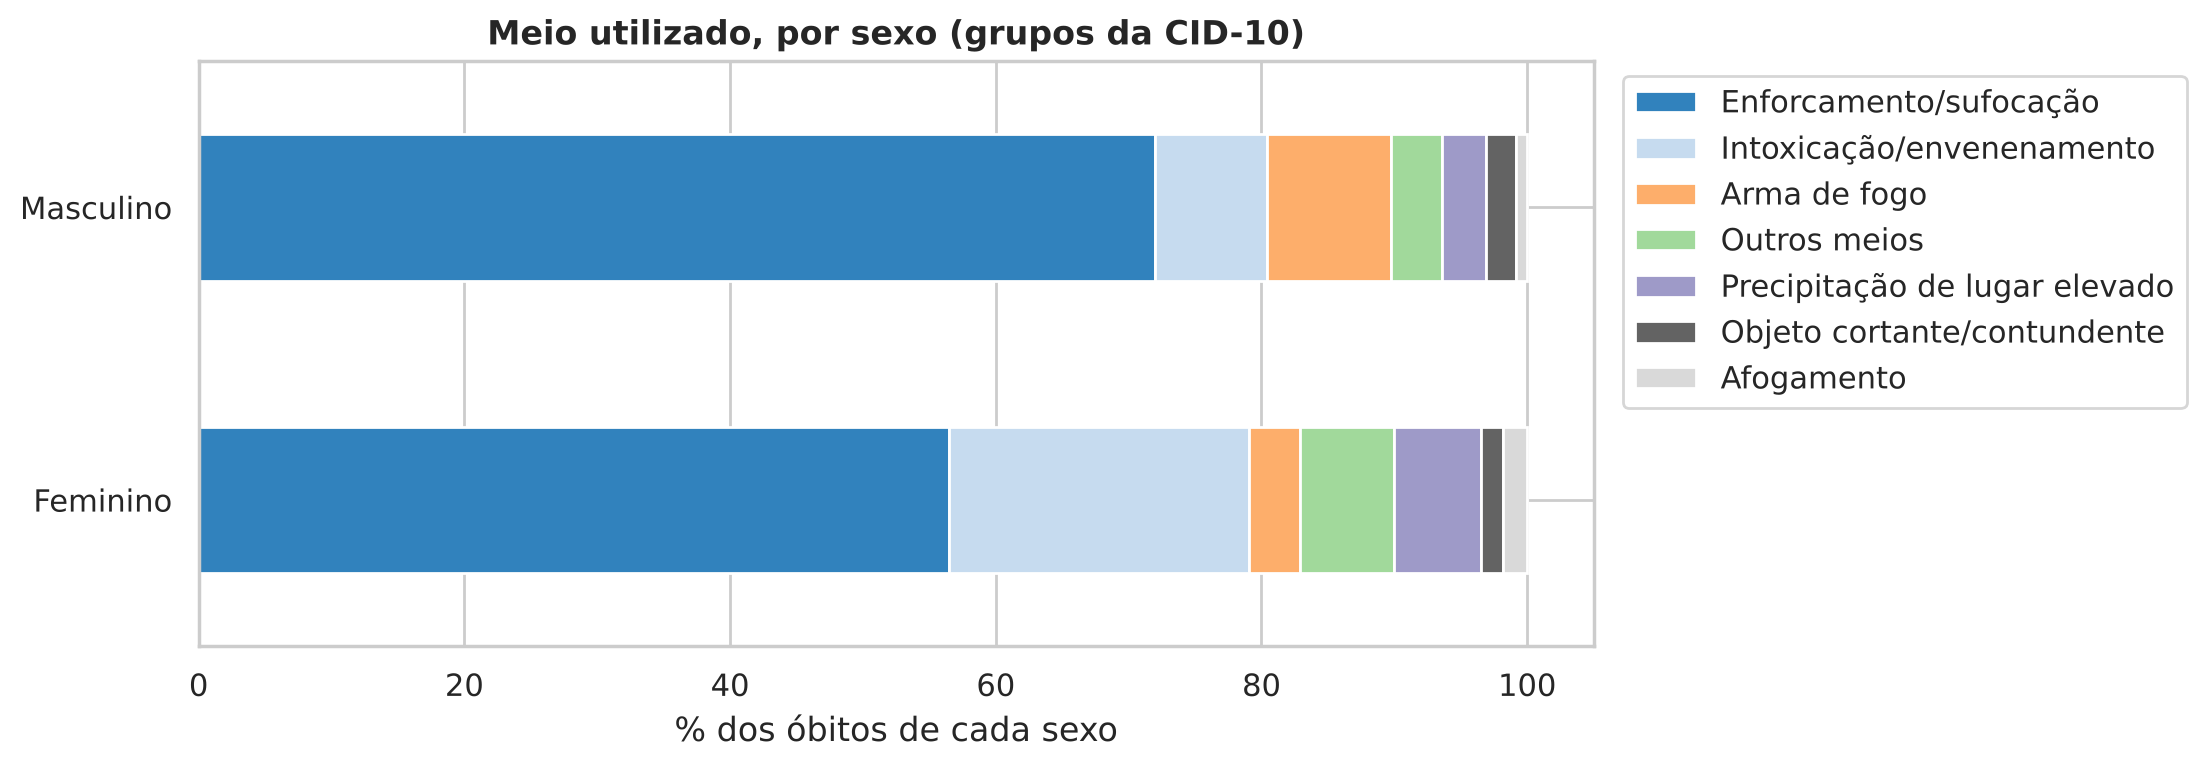 Meio utilizado, por sexo (grupos da CID-10)
Masculino
Feminino
0 20 40 60 80 100
% dos óbitos de cada sexo
Enforcamento/sufocação
Intoxicação/envenenamento
Arma de fogo
Outros meios
Precipitação de lugar elevado
Objeto cortante/contundente
Afogamento